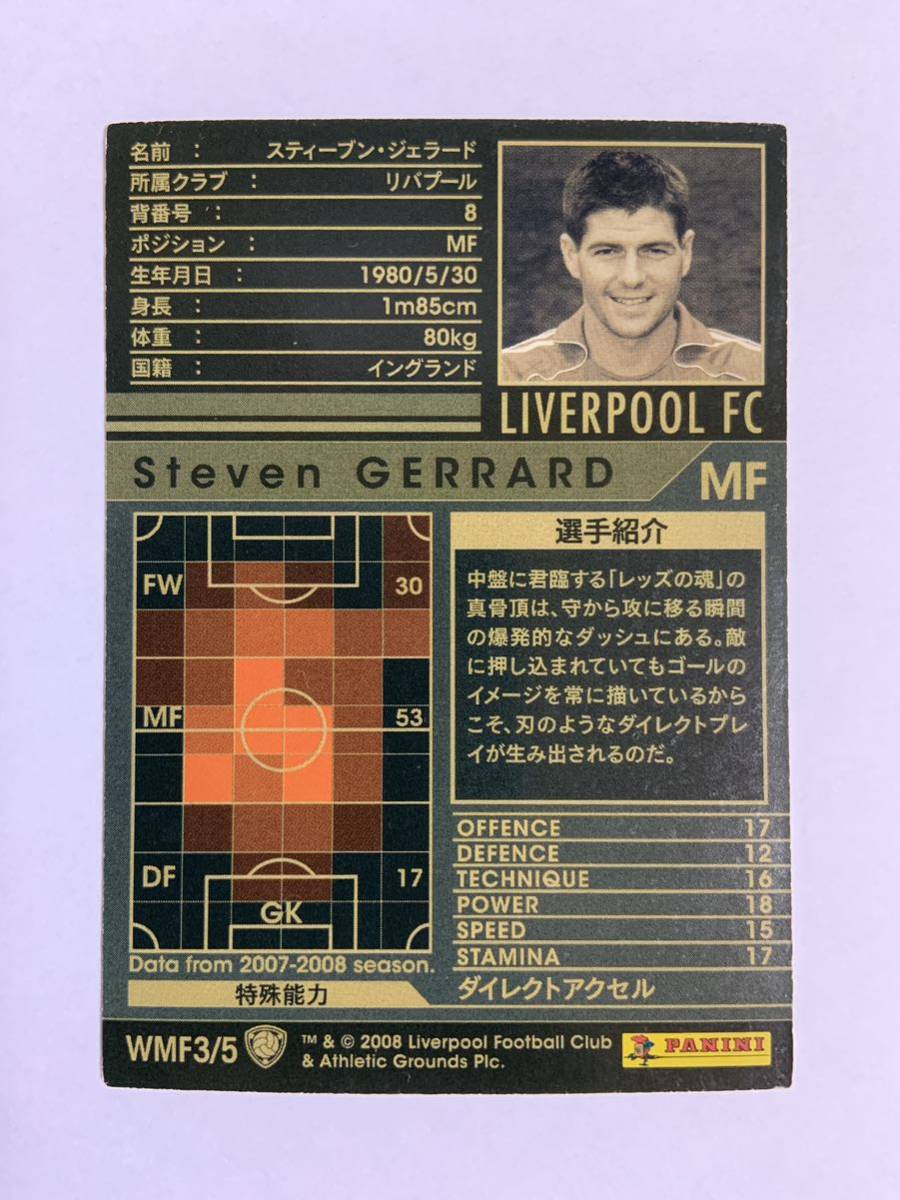 名前 : スティーブン・ジェラード
所属クラブ : リバプール
背番号 : 8
ポジション : MF
生年月日 : 1980/5/30
身長 : 1m85cm
体重 : 80kg
国籍 : イングランド
LIVERPOOL FC
Steven GERRARD
MF
FW 30
MF 53
DF 17
GK
Data from 2007-2008 season.
選手紹介
中盤に君臨する「レッズの魂」の
真骨頂は、守から攻に移る瞬間
の爆発的なダッシュにある。敵
に押し込まれていてもゴールの
イメージを常に描いているから
こそ、刃のようなダイレクトプレ
イが生み出されるのだ。
OFFENCE 17
DEFENCE 12
TECHNIQUE 16
POWER 18
SPEED 15
STAMINA 17
特殊能力 ダイレクトアクセル
WMF3/5
™ & © 2008 Liverpool Football Club
& Athletic Grounds Plc.
PANINI